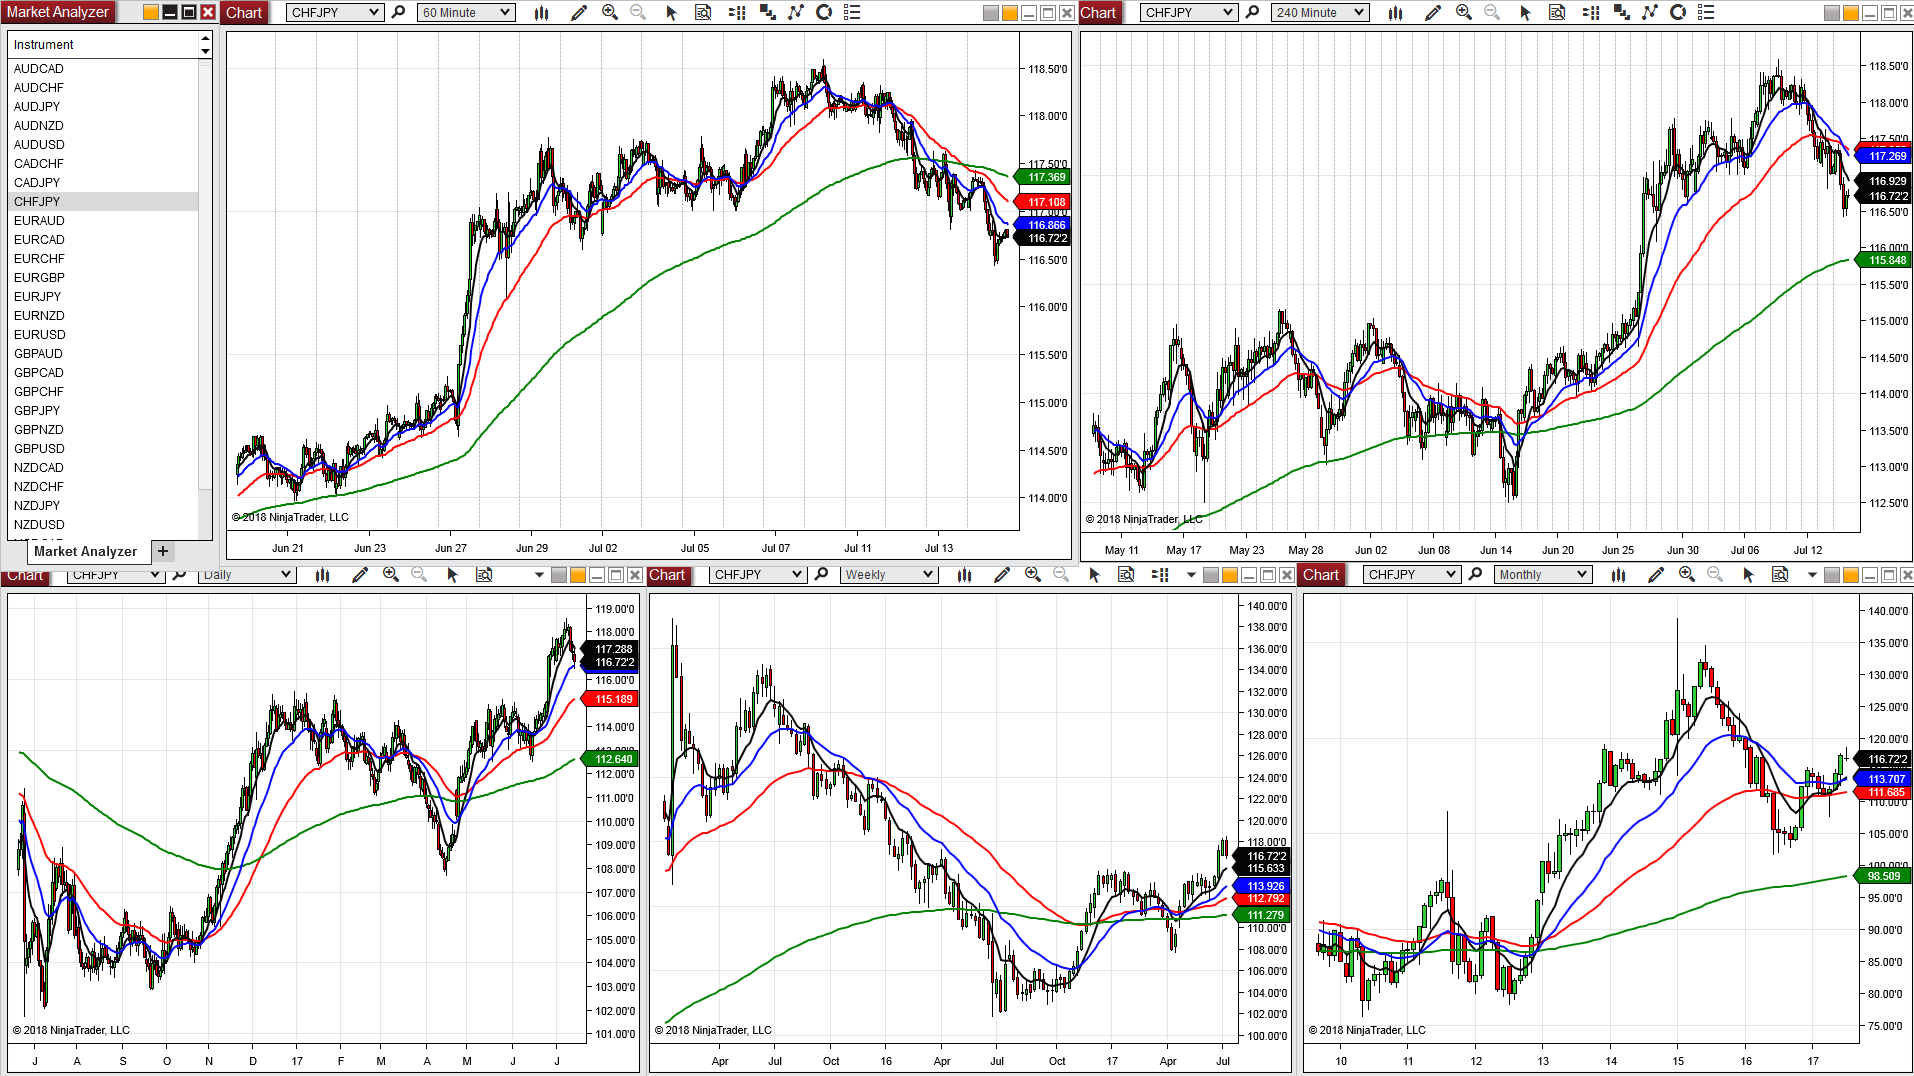 Market Analyzer
Instrument
AUDCAD
AUDCHF
AUDJPY
AUDNZD
AUDUSD
CADCHF
CADJPY
CHFJPY
EURAUD
EURCAD
EURCHF
EURGBP
EURJPY
EURNZD
EURUSD
GBPAUD
GBPCAD
GBPCHF
GBPJPY
GBPNZD
GBPUSD
NZDCAD
NZDCHF
NZDJPY
NZDUSD
Market Analyzer +
Chart CHFJPY 60 Minute
118.50'0
118.00'0
117.50'0
117.369
117.108
117.00'0
116.866
116.72'2
116.50'0
116.00'0
115.50'0
115.00'0
114.50'0
114.00'0
© 2018 NinjaTrader, LLC
Jun 21 Jun 23 Jun 27 Jun 29 Jul 02 Jul 05 Jul 07 Jul 11 Jul 13
Chart CHFJPY 240 Minute
118.50'0
118.00'0
117.50'0
117.269
116.929
116.72'2
116.50'0
116.00'0
115.848
115.50'0
115.00'0
114.50'0
114.00'0
113.50'0
113.00'0
112.50'0
© 2018 NinjaTrader, LLC
May 11 May 17 May 23 May 28 Jun 02 Jun 08 Jun 14 Jun 20 Jun 25 Jun 30 Jul 06 Jul 12
Chart CHFJPY Daily
119.00'0
118.00'0
117.288
116.72'2
116.00'0
115.189
114.00'0
112.640
112.00'0
111.00'0
110.00'0
109.00'0
108.00'0
107.00'0
106.00'0
105.00'0
104.00'0
103.00'0
102.00'0
101.00'0
© 2018 NinjaTrader, LLC
J A S O N D 17 F M A M J J
Chart CHFJPY Weekly
140.00'0
138.00'0
136.00'0
134.00'0
132.00'0
130.00'0
128.00'0
126.00'0
124.00'0
122.00'0
120.00'0
118.00'0
116.72'2
115.633
113.926
112.792
111.279
110.00'0
108.00'0
106.00'0
104.00'0
102.00'0
100.00'0
© 2018 NinjaTrader, LLC
Apr Jul Oct 16 Apr Jul Oct 17 Apr Jul
Chart CHFJPY Monthly
140.00'0
135.00'0
130.00'0
125.00'0
120.00'0
116.72'2
113.707
111.685
110.00'0
105.00'0
100.00'0
98.509
90.00'0
85.00'0
80.00'0
75.00'0
© 2018 NinjaTrader, LLC
10 11 12 13 14 15 16 17